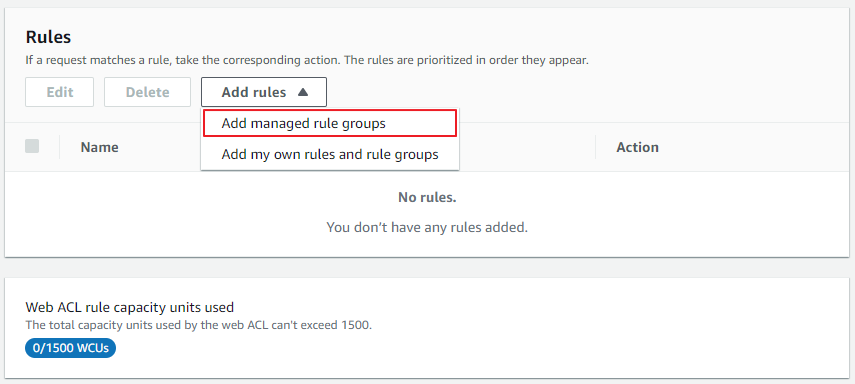 Rules
If a request matches a rule, take the corresponding action. The rules are prioritized in order they appear.
Edit Delete Add rules
Add managed rule groups
Name Action
Add my own rules and rule groups
No rules.
You don't have any rules added.
Web ACL rule capacity units used
The total capacity units used by the web ACL can't exceed 1500.
0/1500 WCUs